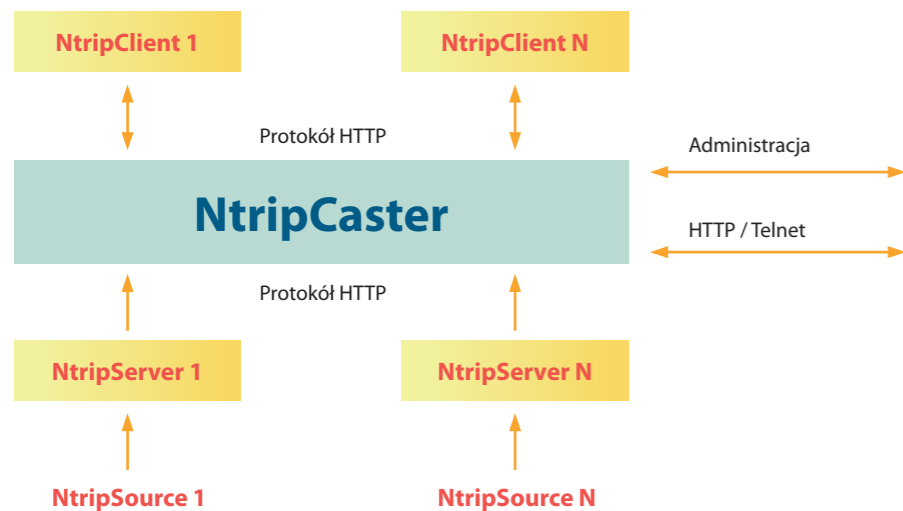 NtripClient 1
NtripClient N
Protokół HTTP
Administracja
NtripCaster
HTTP / Telnet
Protokół HTTP
NtripServer 1
NtripServer N
NtripSource 1
NtripSource N